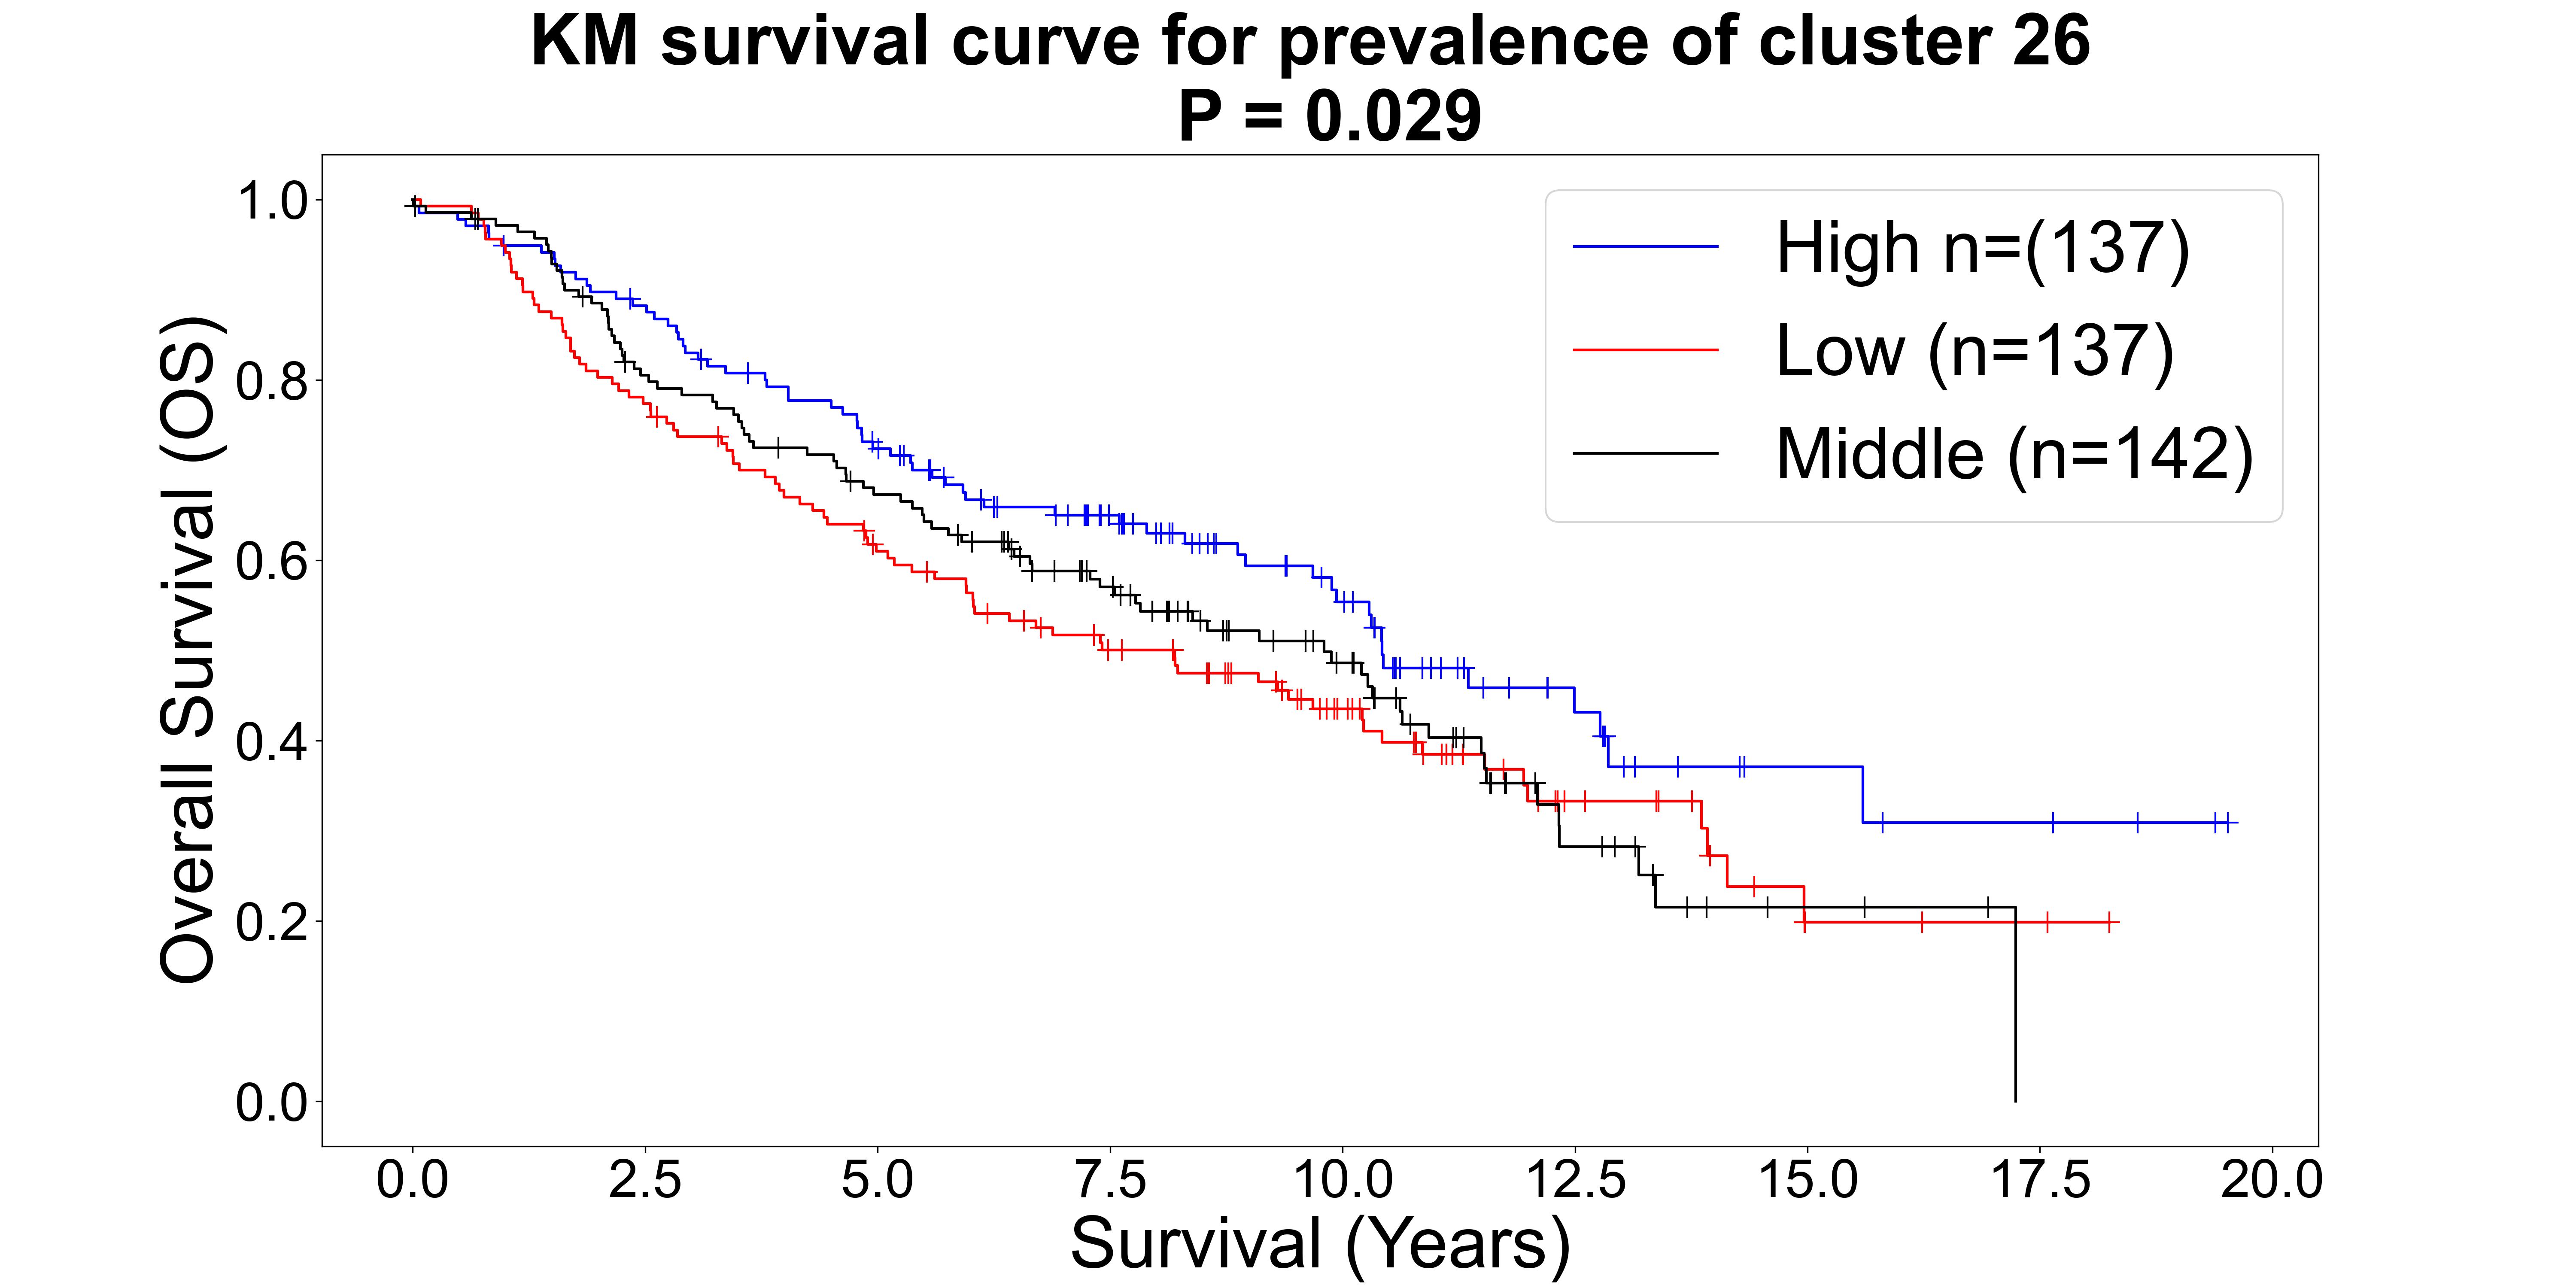 KM survival curve for prevalence of cluster 26
P = 0.029
High n=(137)
Low (n=137)
Middle (n=142)
Overall Survival (OS)
1.0
0.8
0.6
0.4
0.2
0.0
0.0 2.5 5.0 7.5 10.0 12.5 15.0 17.5 20.0
Survival (Years)